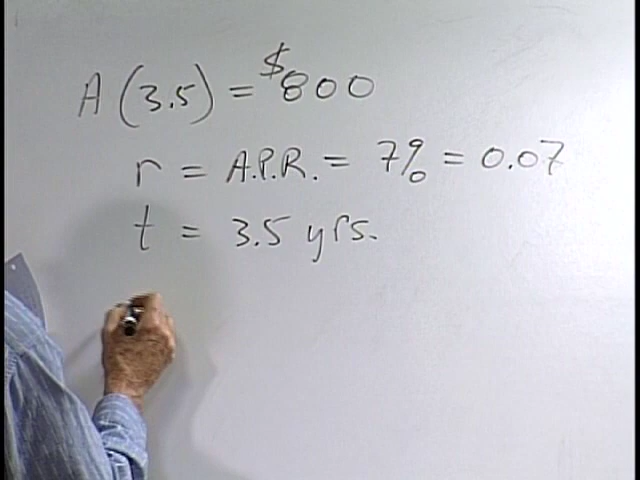 A(3.5) = $800
r = A.P.R. = 7% = 0.07
t = 3.5 yrs.